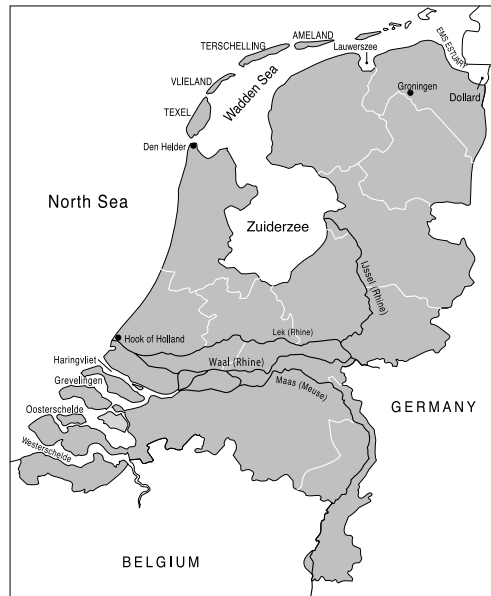 AMELAND
TERSCHELLING
Lauwerszee
EMS ESTUARY
VLIELAND
Wadden Sea
Groningen
Dollard
TEXEL
Den Helder
North Sea
Zuiderzee
IJssel (Rhine)
Hook of Holland
Lek (Rhine)
Haringvliet
Waal (Rhine)
Grevelingen
Maas (Meuse)
Oosterschelde
GERMANY
Westerschelde
BELGIUM